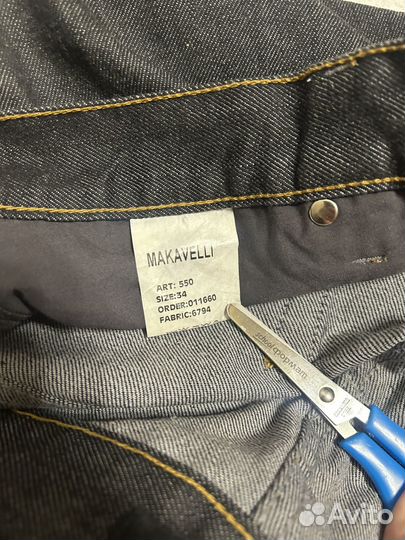 MAKAVELLI
ART: 550
SIZE:34
ORDER:011660
FABRIC:6794
Avito